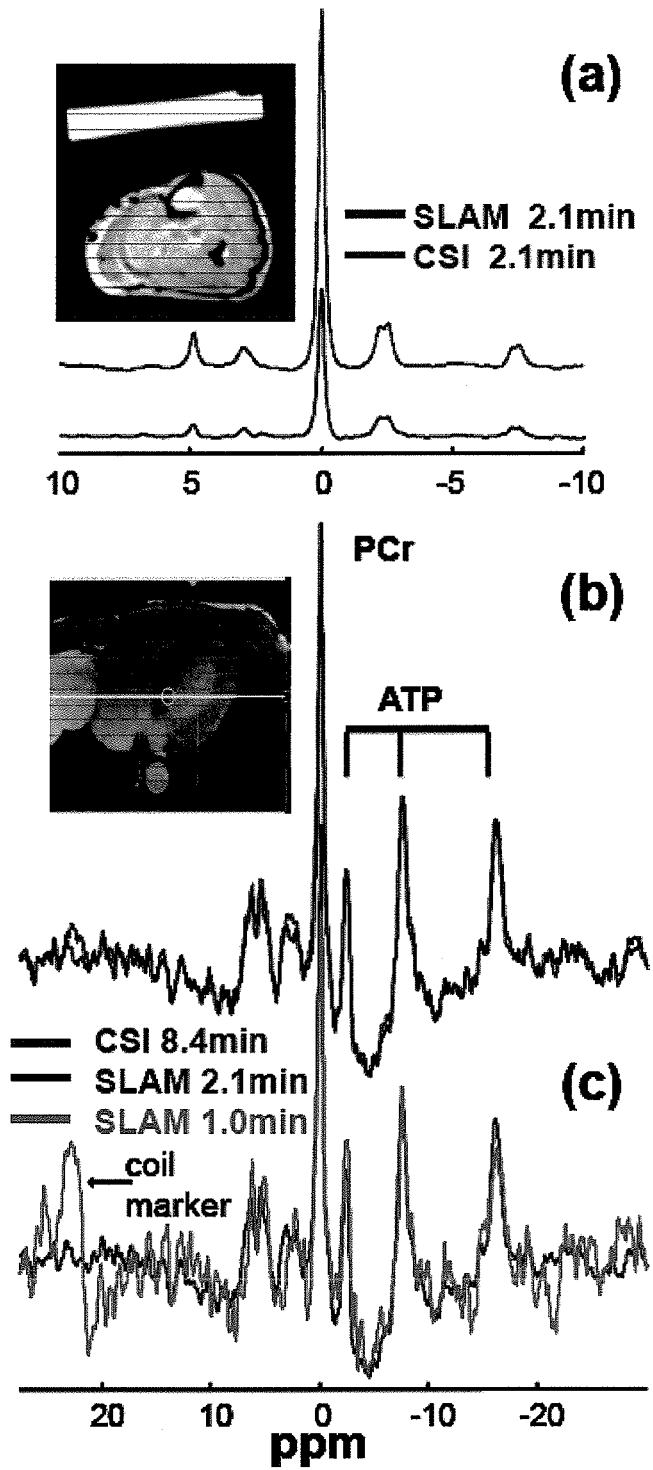 (a)
SLAM 2.1min
CSI 2.1min
10 5 0 -5 -10
PCr
(b)
ATP
CSI 8.4min
SLAM 2.1min
SLAM 1.0min
(c)
coil
marker
20 10 0 -10 -20
ppm